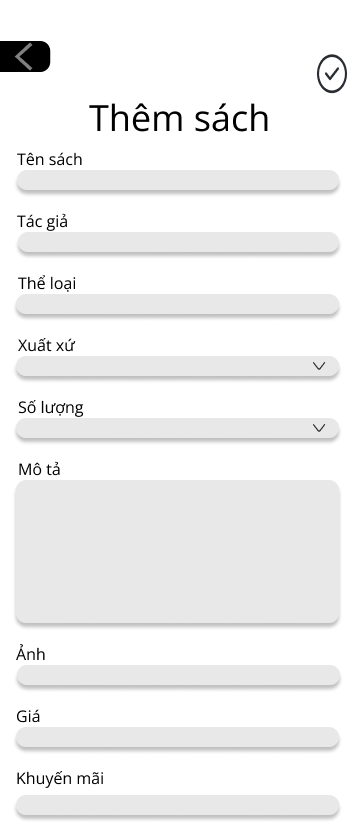 Thêm sách
Tên sách
Tác giả
Thể loại
Xuất xứ
Số lượng
Mô tả
Ảnh
Giá
Khuyến mãi